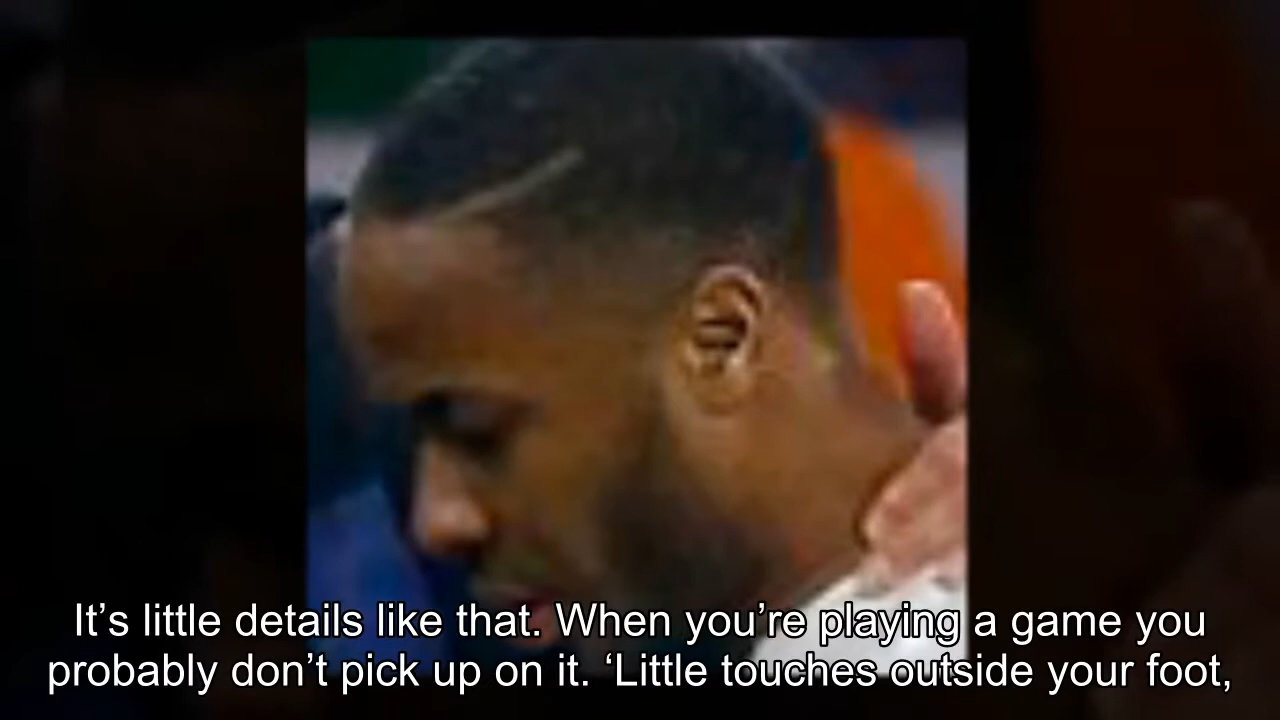 It’s little details like that. When you’re playing a game you
probably don’t pick up on it. ‘Little touches outside your foot,